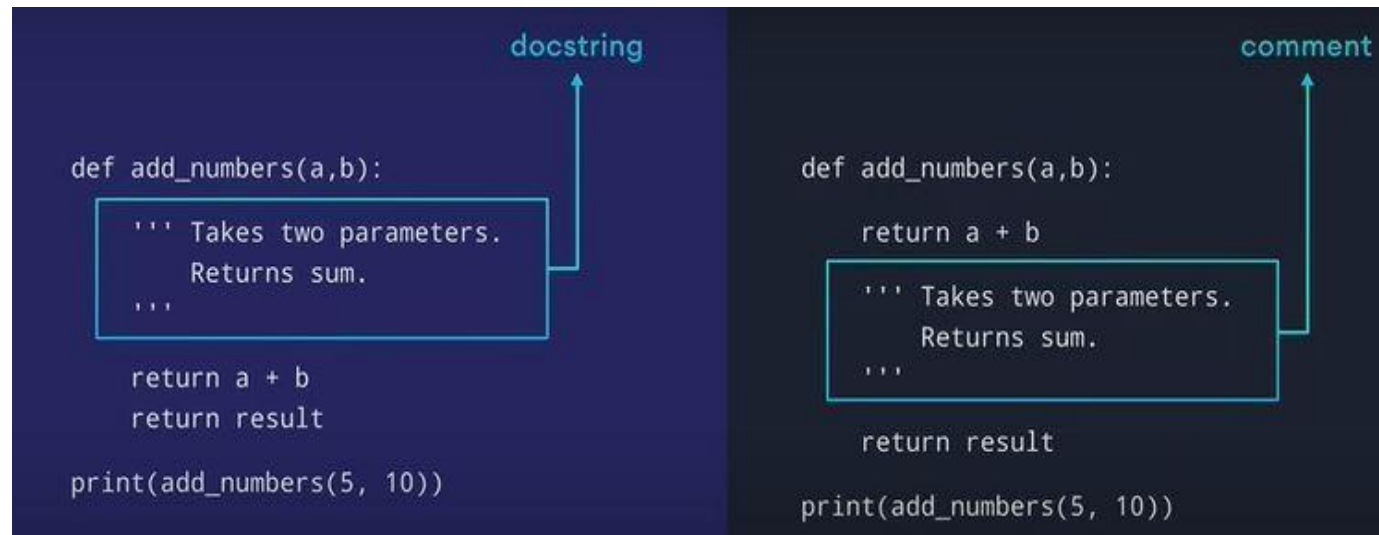 docstring
def add_numbers(a,b):
''' Takes two parameters.
Returns sum.
'''
return a + b
return result
print(add_numbers(5, 10))
comment
def add_numbers(a,b):
return a + b
''' Takes two parameters.
Returns sum.
'''
return result
print(add_numbers(5, 10))